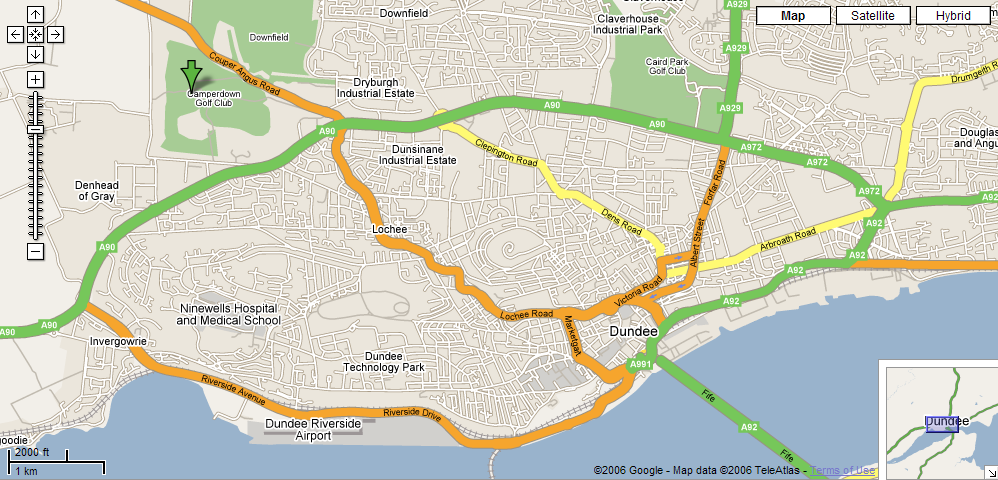 Downfield
Claverhouse
Industrial Park
Map
Satellite
Hybrid
Downfield
A929
Couper Angus Road
Caird Park
Golf Club
Drumgeith R
Dryburgh
Industrial Estate
Camperdown
Golf Club
A929
A90
A90
A90
A972
Douglas
and Angu
Dunsinane
Industrial Estate
Clepington Road
A972
Forfar Road
Denhead
of Gray
A972
A92
Dens Road
Albert Street
A92
Lochee
Arbroath Road
A90
A92
Victoria Road
A92
Ninewells Hospital
and Medical School
Lochee Road
Marketgait
Dundee
A90
A90
Invergowrie
Dundee
Technology Park
A991
Riverside Avenue
Riverside Drive
Fife
Dundee Riverside
Airport
A92
Dundee
goodie
Fife
2000 ft
1 km
©2006 Google - Map data ©2006 TeleAtlas - Terms of Use